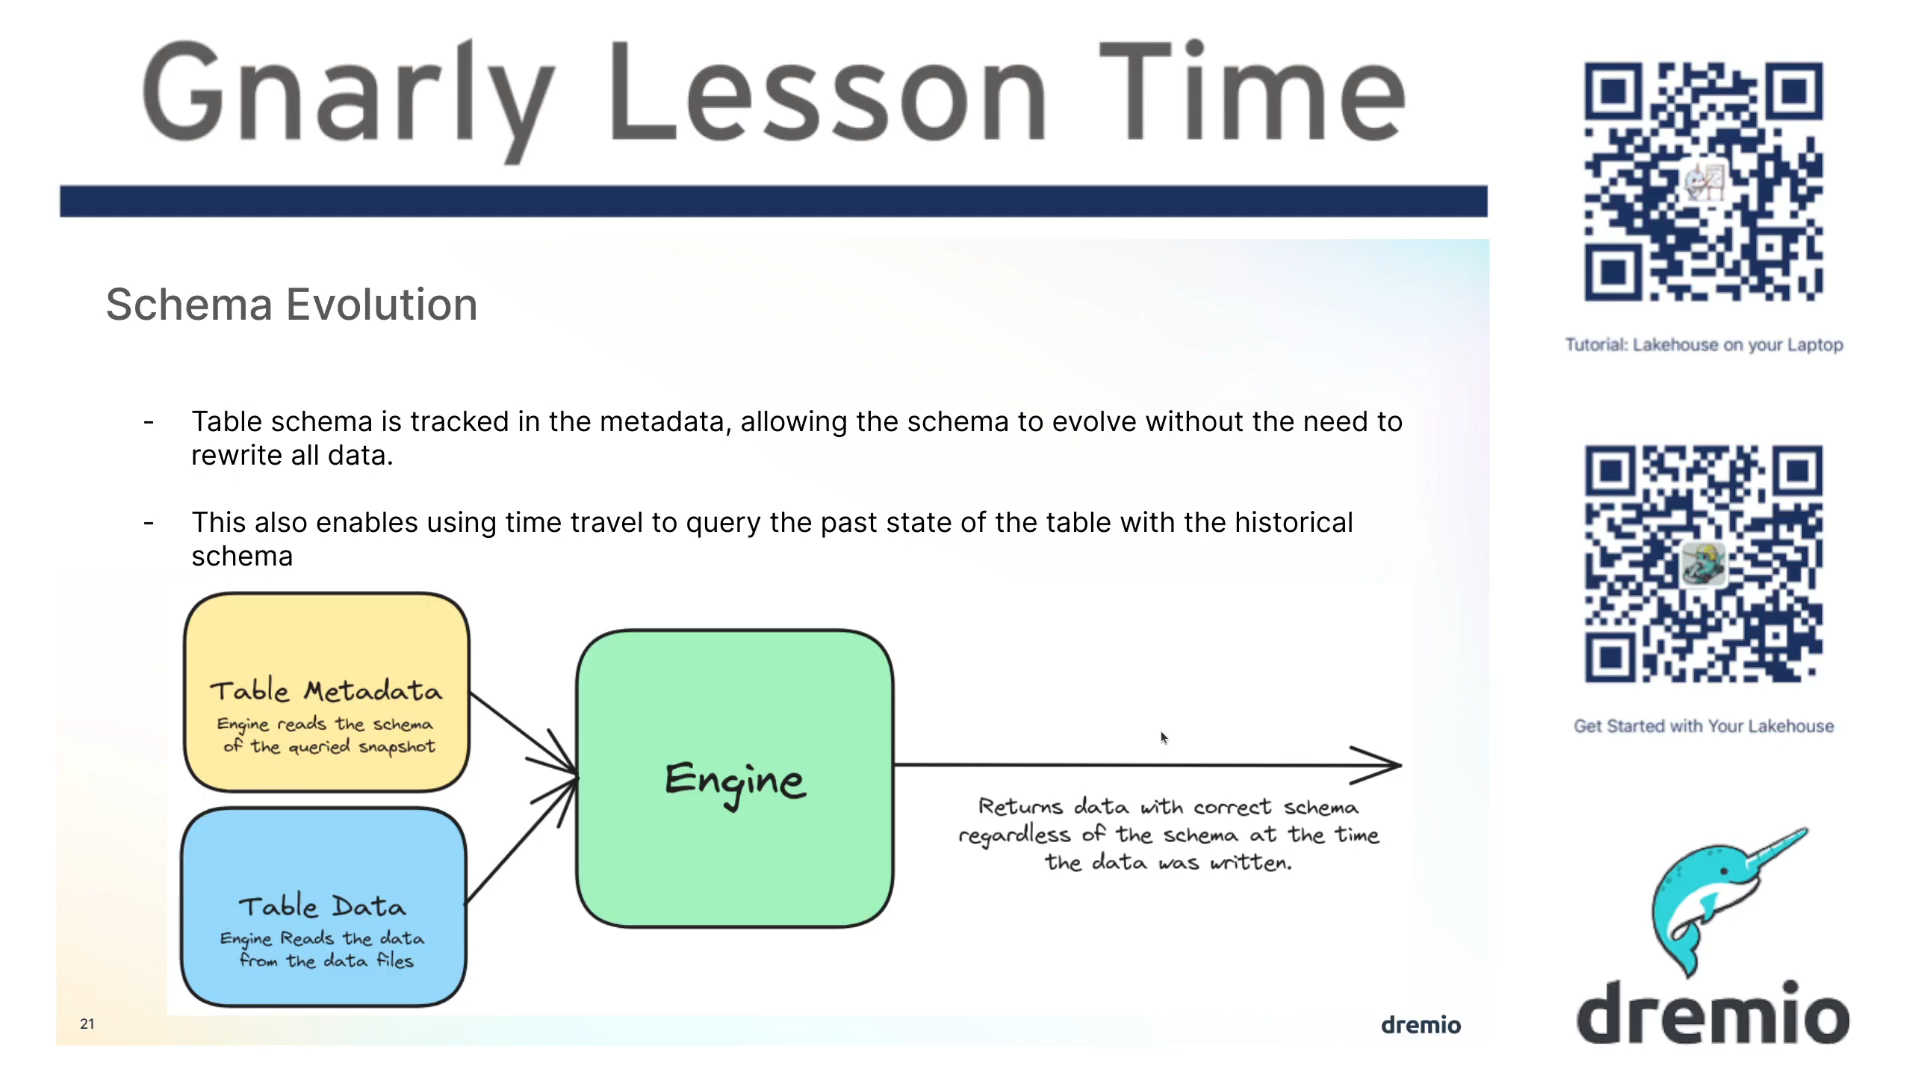 Gnarly Lesson Time
Schema Evolution
- Table schema is tracked in the metadata, allowing the schema to evolve without the need to
rewrite all data.
- This also enables using time travel to query the past state of the table with the historical
schema
Table Metadata
Engine reads the schema
of the queried snapshot
Table Data
Engine Reads the data
from the data files
Engine
Returns data with correct schema
regardless of the schema at the time
the data was written.
21
dremio
Tutorial: Lakehouse on your Laptop
Get Started with Your Lakehouse
dremio